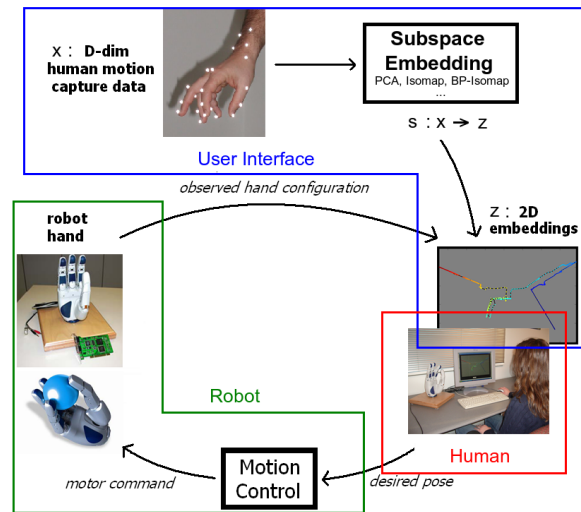 x : D-dim
human motion
capture data
Subspace
Embedding
PCA, Isomap, BP-Isomap
...
s : x → z
User Interface
observed hand configuration
z : 2D
embeddings
robot
hand
Robot
Human
Motion
Control
motor command
desired pose